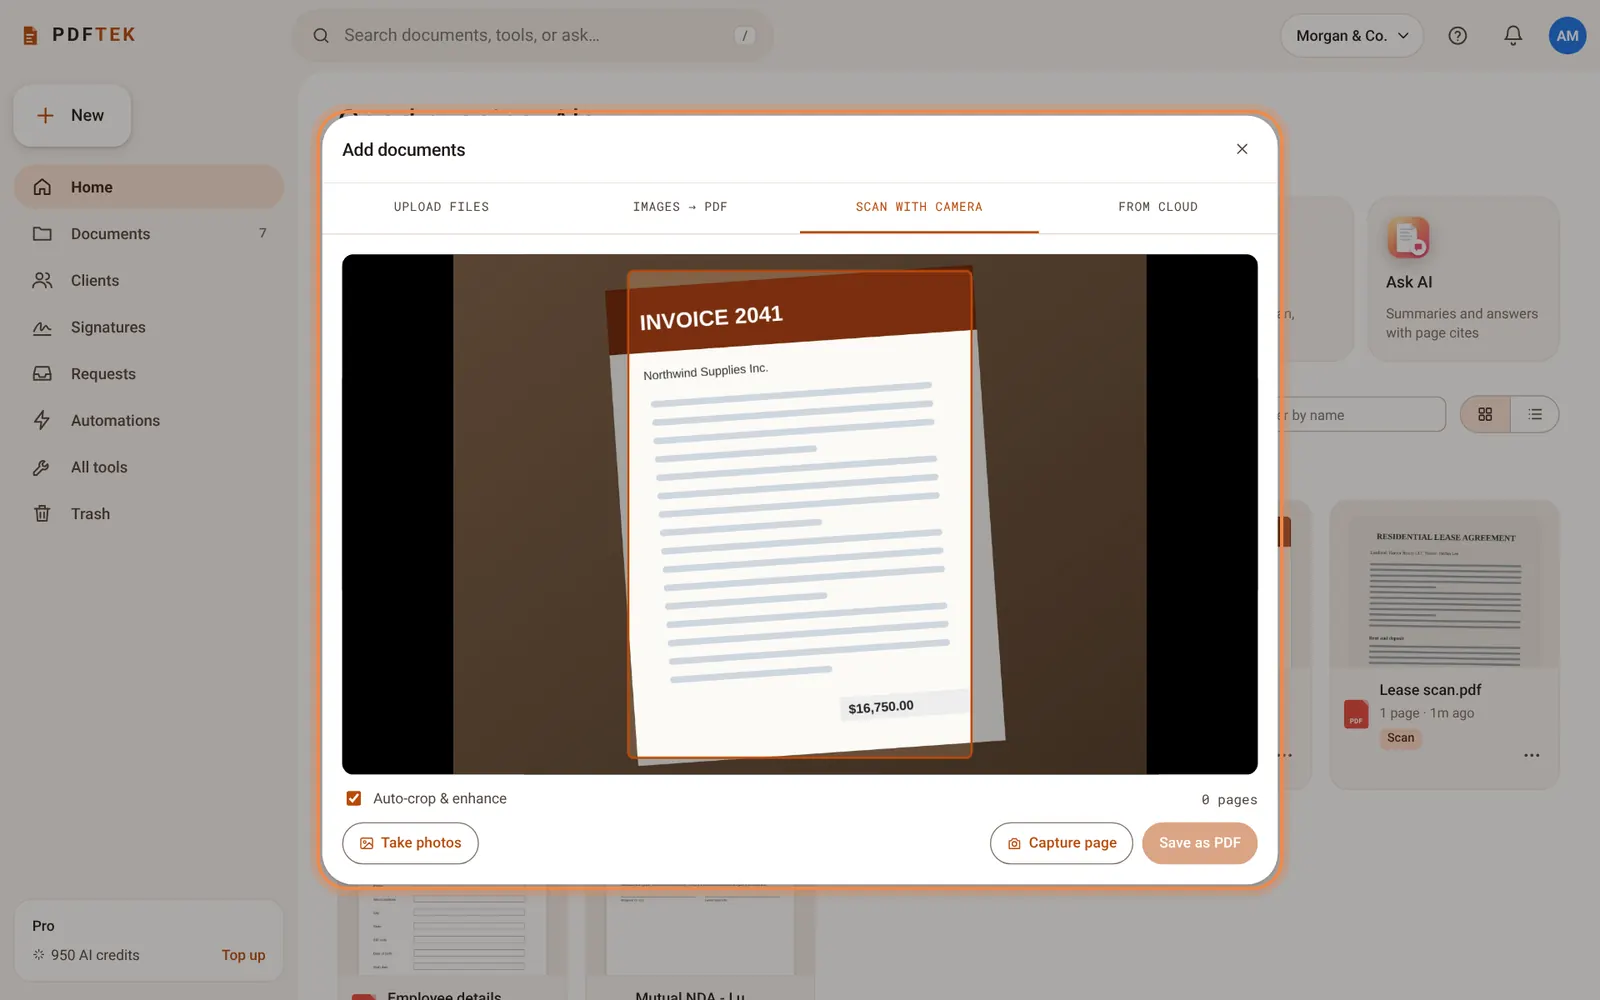 PDFTEK
Search documents, tools, or ask...
/
Morgan & Co.
AM
New
Home
Documents
7
Clients
Signatures
Requests
Automations
All tools
Trash
Pro
950 AI credits
Top up
Add documents
UPLOAD FILES
IMAGES → PDF
SCAN WITH CAMERA
FROM CLOUD
INVOICE 2041
Northwind Supplies Inc.
$16,750.00
Auto-crop & enhance
0 pages
Take photos
Capture page
Save as PDF
Ask AI
Summaries and answers
with page cites
by name
RESIDENTIAL LEASE AGREEMENT
Lease scan.pdf
PDF
1 page · 1m ago
Scan
Employee details
Mutual NDA - Lu